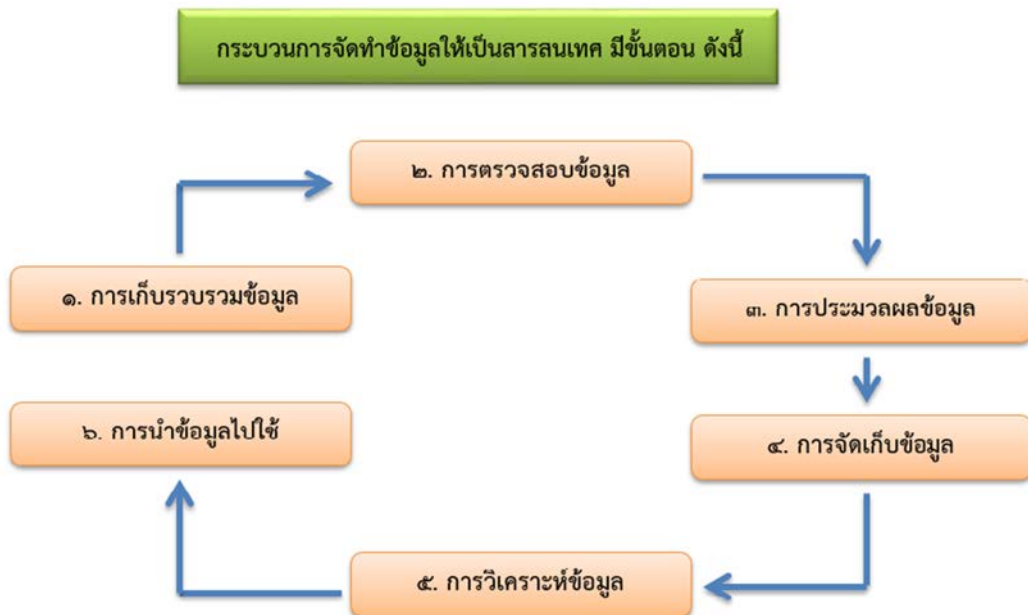 กระบวนการจัดทำข้อมูลให้เป็นสารสนเทศ มีขั้นตอน ดังนี้
๑. การเก็บรวบรวมข้อมูล
๒. การตรวจสอบข้อมูล
๓. การประมวลผลข้อมูล
๔. การจัดเก็บข้อมูล
๕. การวิเคราะห์ข้อมูล
๖. การนำข้อมูลไปใช้